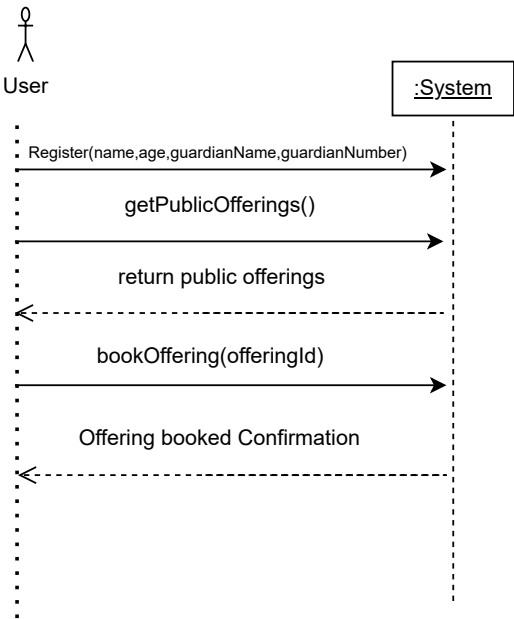 User
:System
Register(name,age,guardianName,guardianNumber)
getPublicOfferings()
return public offerings
bookOffering(offeringId)
Offering booked Confirmation